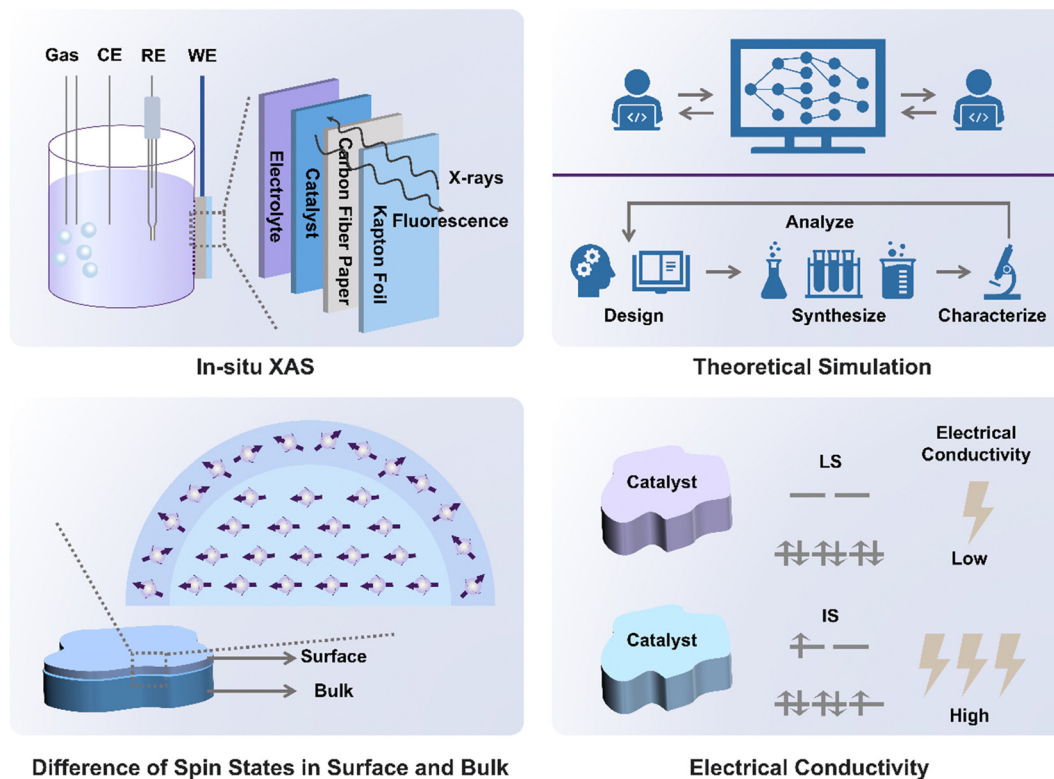 Gas CE RE WE
Electrolyte
Catalyst
Carbon Fiber Paper
Kapton Foil
X-rays
Fluorescence
In-situ XAS
</>
</>
Analyze
Design
Synthesize
Characterize
Theoretical Simulation
Surface
Bulk
Difference of Spin States in Surface and Bulk
Catalyst
LS
Electrical
Conductivity
Low
Catalyst
IS
High
Electrical Conductivity